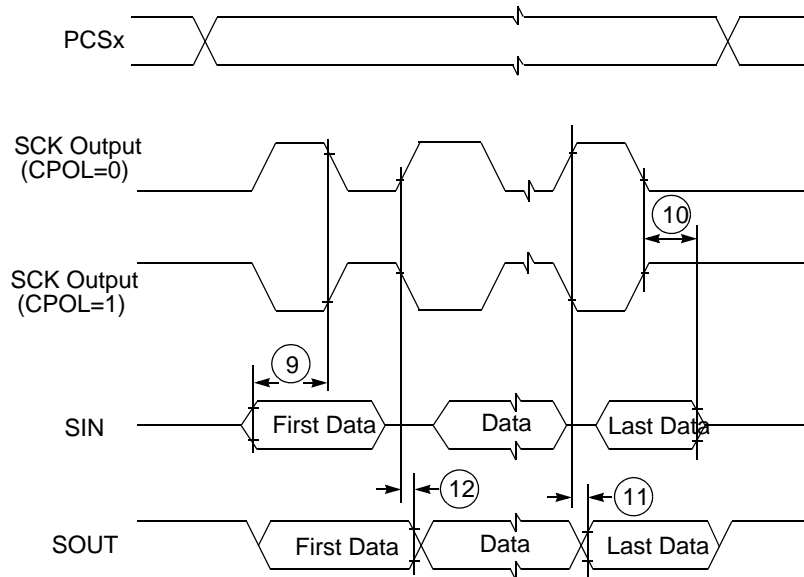 PCSx
SCK Output
(CPOL=0)
10
SCK Output
(CPOL=1)
9
SIN
First Data
Data
Last Data
12
11
SOUT
First Data
Data
Last Data